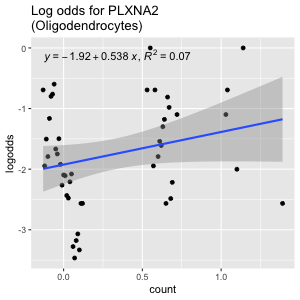 Log odds for PLXNA2
(Oligodendrocytes)
y = −1.92 + 0.538 x, R² = 0.07
0
-1
-2
-3
logodds
0.0 0.5 1.0
count